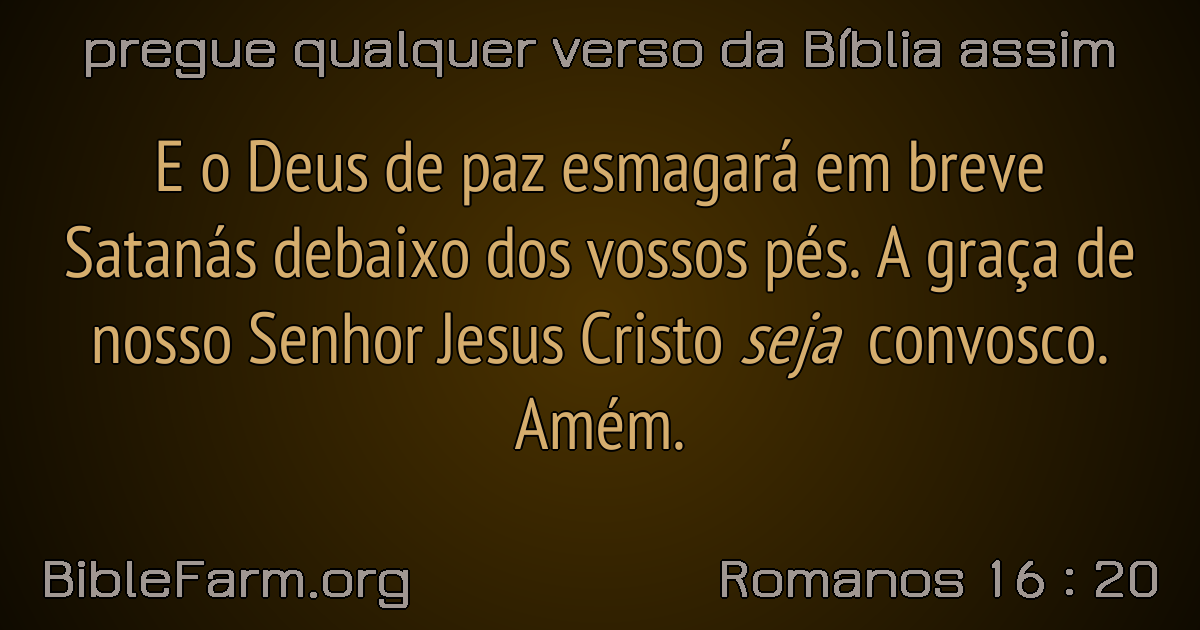 pregue qualquer verso da Bíblia assim
E o Deus de paz esmagará em breve
Satanás debaixo dos vossos pés. A graça de
nosso Senhor Jesus Cristo seja convosco.
Amém.
BibleFarm.org
Romanos 16 : 20